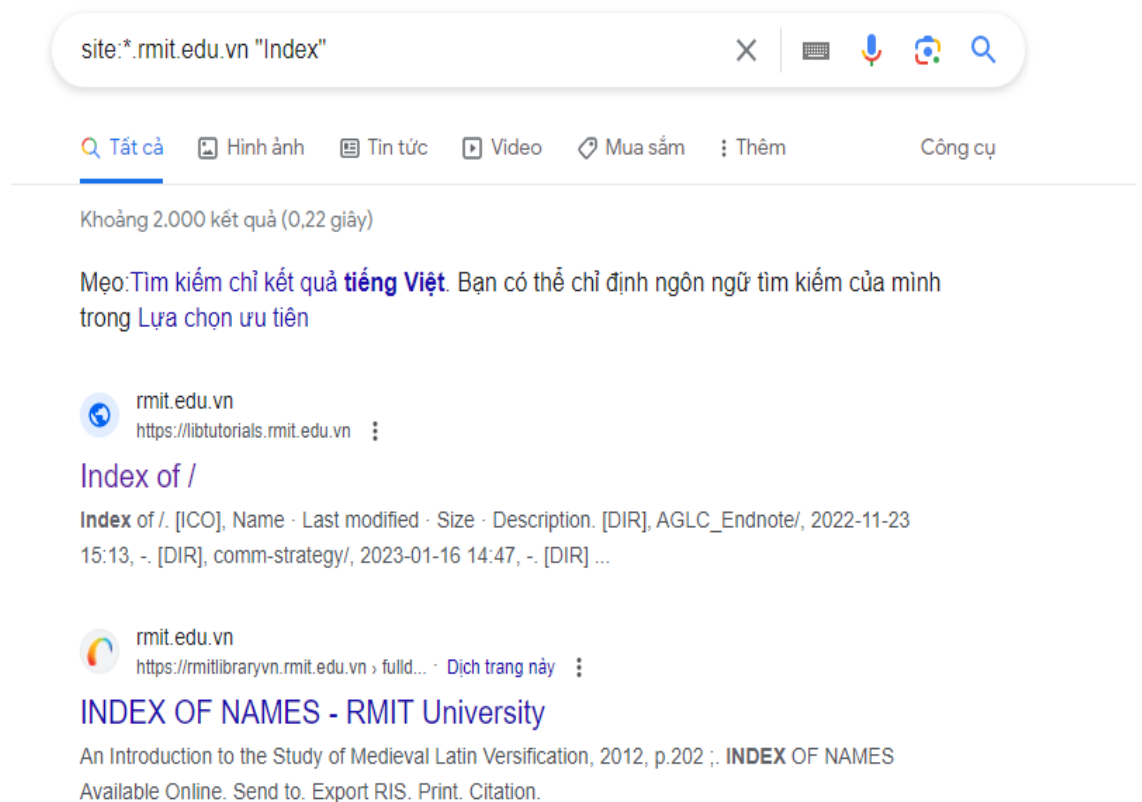 site:*.rmit.edu.vn "Index"
Tất cả Hình ảnh Tin tức Video Mua sắm Thêm Công cụ
Khoảng 2.000 kết quả (0,22 giây)
Mẹo:Tìm kiếm chỉ kết quả tiếng Việt. Bạn có thể chỉ định ngôn ngữ tìm kiếm của mình
trong Lựa chọn ưu tiên
rmit.edu.vn
https://libtutorials.rmit.edu.vn
Index of /
Index of /. [ICO], Name · Last modified · Size · Description. [DIR], AGLC_Endnote/, 2022-11-23
15:13, -. [DIR], comm-strategy/, 2023-01-16 14:47, -. [DIR] ...
rmit.edu.vn
https://rmitlibraryvn.rmit.edu.vn › fulld... · Dịch trang này
INDEX OF NAMES - RMIT University
An Introduction to the Study of Medieval Latin Versification, 2012, p.202 ;. INDEX OF NAMES
Available Online. Send to. Export RIS. Print. Citation.